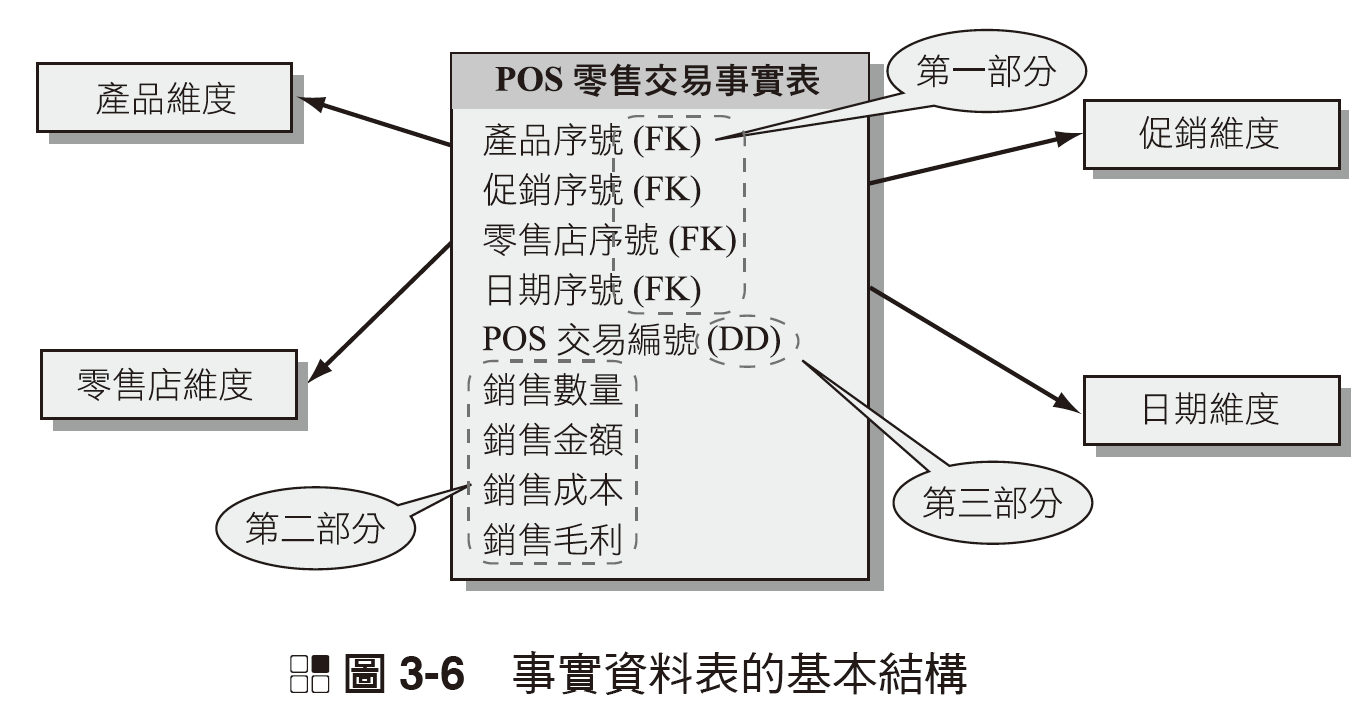 POS 零售交易事實表
第一部分
產品維度
促銷維度
產品序號 (FK)
促銷序號 (FK)
零售店序號 (FK)
日期序號 (FK)
POS 交易編號 (DD)
零售店維度
日期維度
銷售數量
銷售金額
銷售成本
銷售毛利
第二部分
第三部分
圖 3-6 事實資料表的基本結構